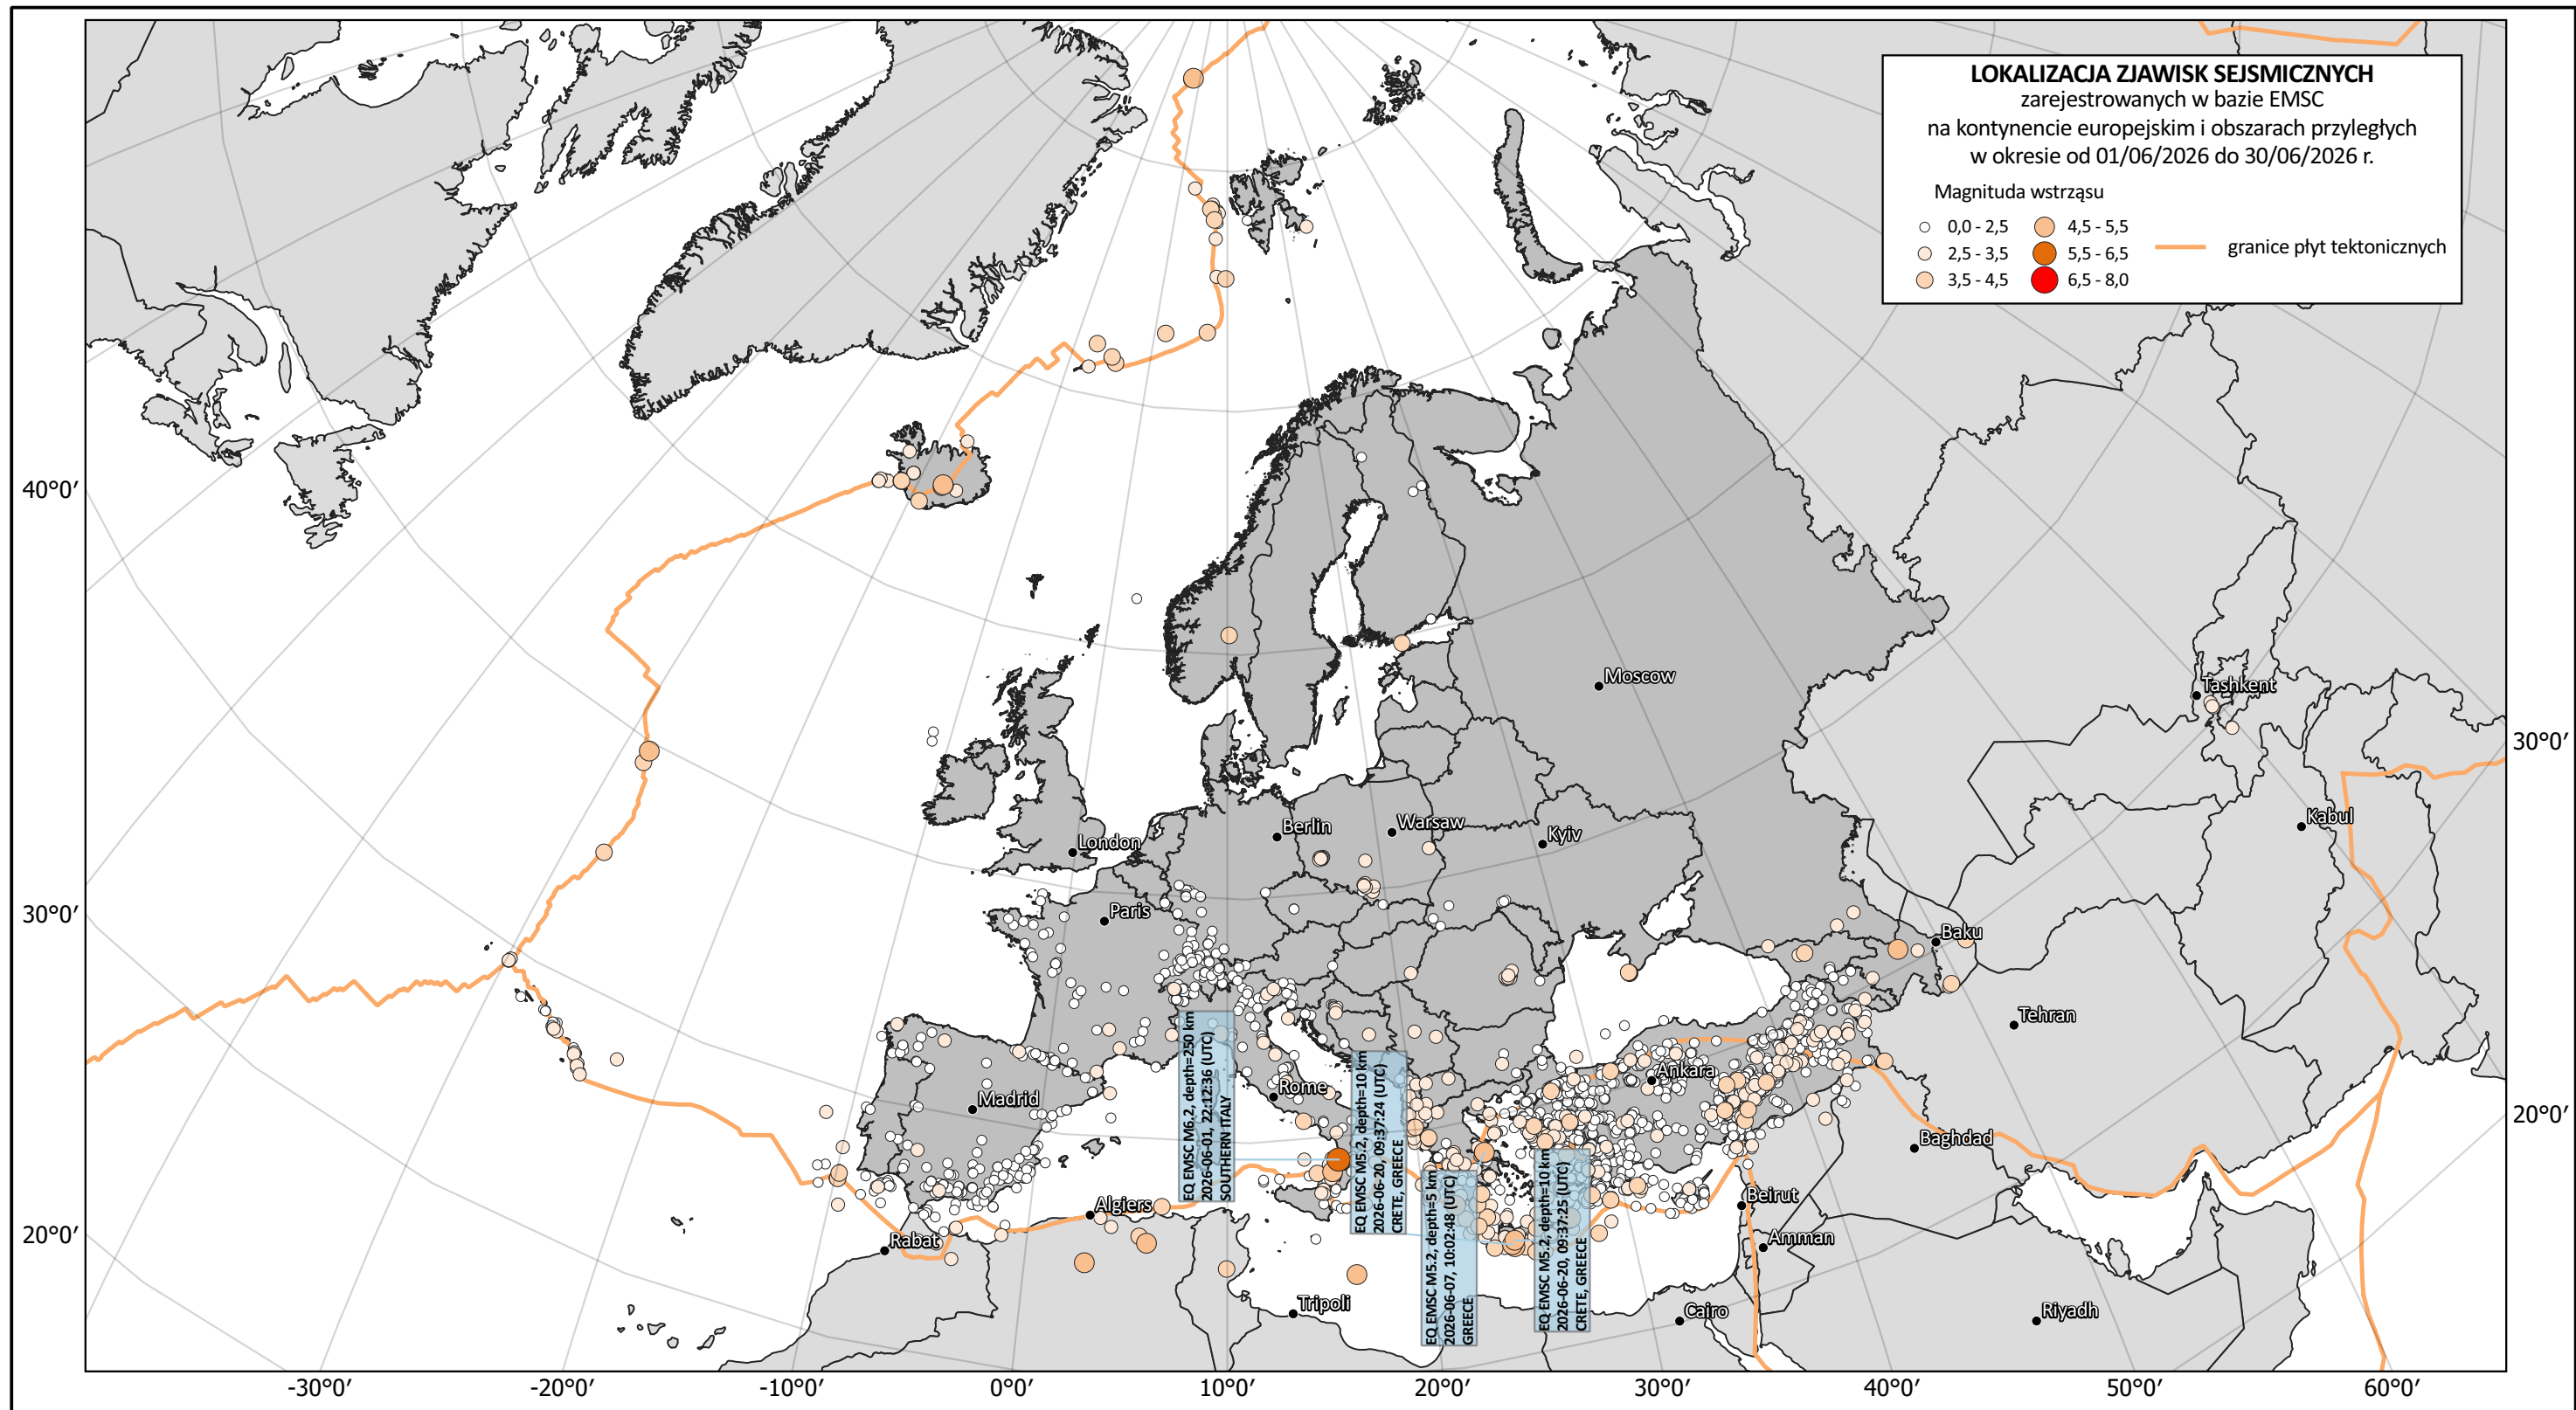 LOKALIZACJA ZJAWISK SEJSMICZNYCH
zarejestrowanych w bazie EMSC
na kontynencie europejskim i obszarach przyległych
w okresie od 01/06/2026 do 30/06/2026 r.
Magnituda wstrząsu
0,0 - 2,5
4,5 - 5,5
2,5 - 3,5
5,5 - 6,5
3,5 - 4,5
6,5 - 8,0
granice płyt tektonicznych
40°0′
30°0′
20°0′
30°0′
20°0′
Moscow
Tashkent
Kabul
London
Berlin
Warsaw
Kyiv
Paris
Baku
Tehran
Madrid
Rome
Ankara
Baghdad
Algiers
Rabat
Beirut
Amman
Tripoli
Cairo
Riyadh
EQ EMSC M6.2, depth=250 km
2026-06-01, 22:12:36 (UTC)
SOUTHERN ITALY
EQ EMSC M5.2, depth=10 km
2026-06-20, 09:37:24 (UTC)
CRETE, GREECE
EQ EMSC M5.2, depth=5 km
2026-06-07, 10:02:48 (UTC)
GREECE
EQ EMSC M5.2, depth=10 km
2026-06-20, 09:37:25 (UTC)
CRETE, GREECE
-30°0′
-20°0′
-10°0′
0°0′
10°0′
20°0′
30°0′
40°0′
50°0′
60°0′